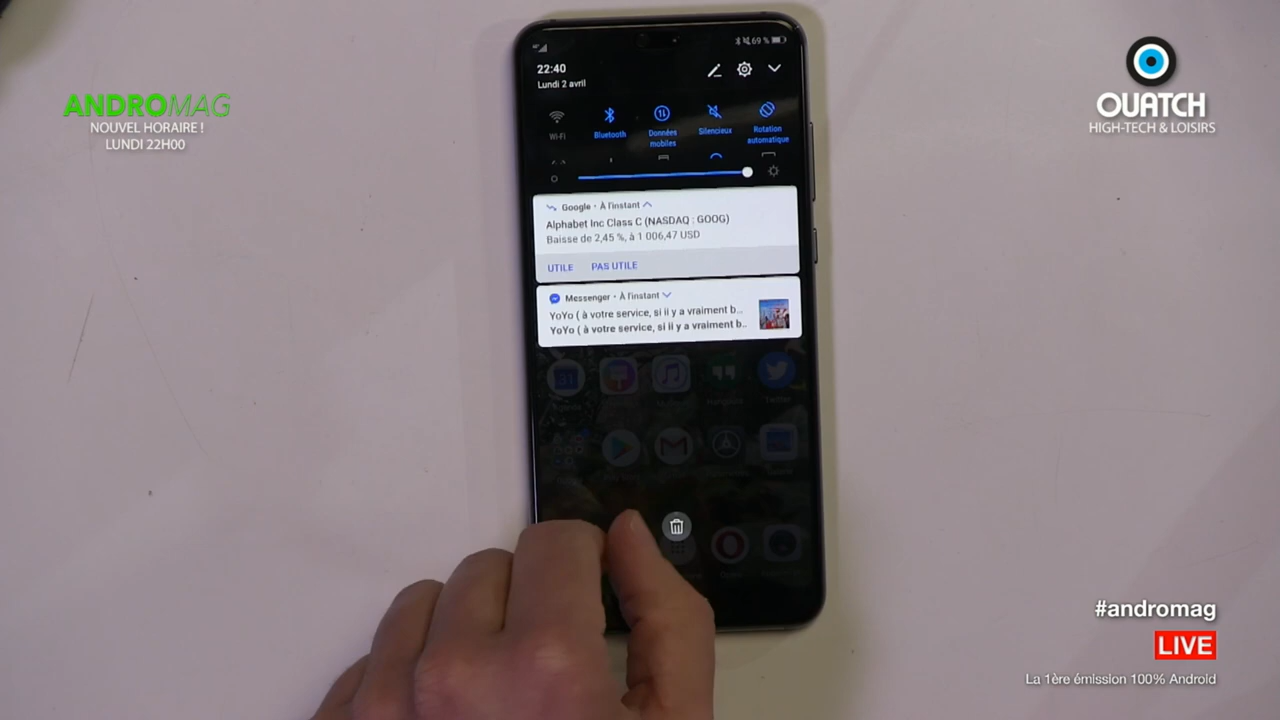 ANDROMAG
NOUVEL HORAIRE !
LUNDI 22H00
OUATCH
HIGH-TECH & LOISIRS
69 %
22:40
Lundi 2 avril
Wi-Fi
Bluetooth
Données mobiles
Silencieux
Rotation automatique
Google · À l'instant
Alphabet Inc Class C (NASDAQ : GOOG)
Baisse de 2,45 %, à 1 006,47 USD
UTILE PAS UTILE
Messenger · À l'instant
YoYo ( à votre service, si il y a vraiment b...
YoYo ( à votre service, si il y a vraiment b..
31
Twitter
#andromag
LIVE
La 1ère émission 100% Android